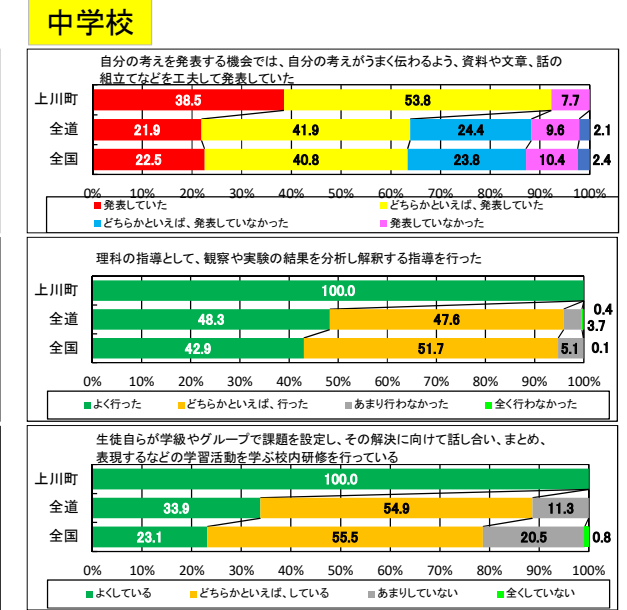 中学校
自分の考えを発表する機会では、自分の考えがうまく伝わるよう、資料や文章、話の
組立てなどを工夫して発表していた
上川町 38.5 53.8 7.7
全道 21.9 41.9 24.4 9.6 2.1
全国 22.5 40.8 23.8 10.4 2.4
0% 10% 20% 30% 40% 50% 60% 70% 80% 90% 100%
発表していた どちらかといえば、発表していた
どちらかといえば、発表していなかった 発表していなかった
理科の指導として、観察や実験の結果を分析し解釈する指導を行った
上川町 100.0
全道 48.3 47.6 3.7 0.4
全国 42.9 51.7 5.1 0.1
0% 10% 20% 30% 40% 50% 60% 70% 80% 90% 100%
よく行った どちらかといえば、行った あまり行わなかった 全く行わなかった
生徒自らが学級やグループで課題を設定し、その解決に向けて話し合い、まとめ、
表現するなどの学習活動を学ぶ校内研修を行っている
上川町 100.0
全道 33.9 54.9 11.3
全国 23.1 55.5 20.5 0.8
0% 10% 20% 30% 40% 50% 60% 70% 80% 90% 100%
よくしている どちらかといえば、している あまりしていない 全くしていない